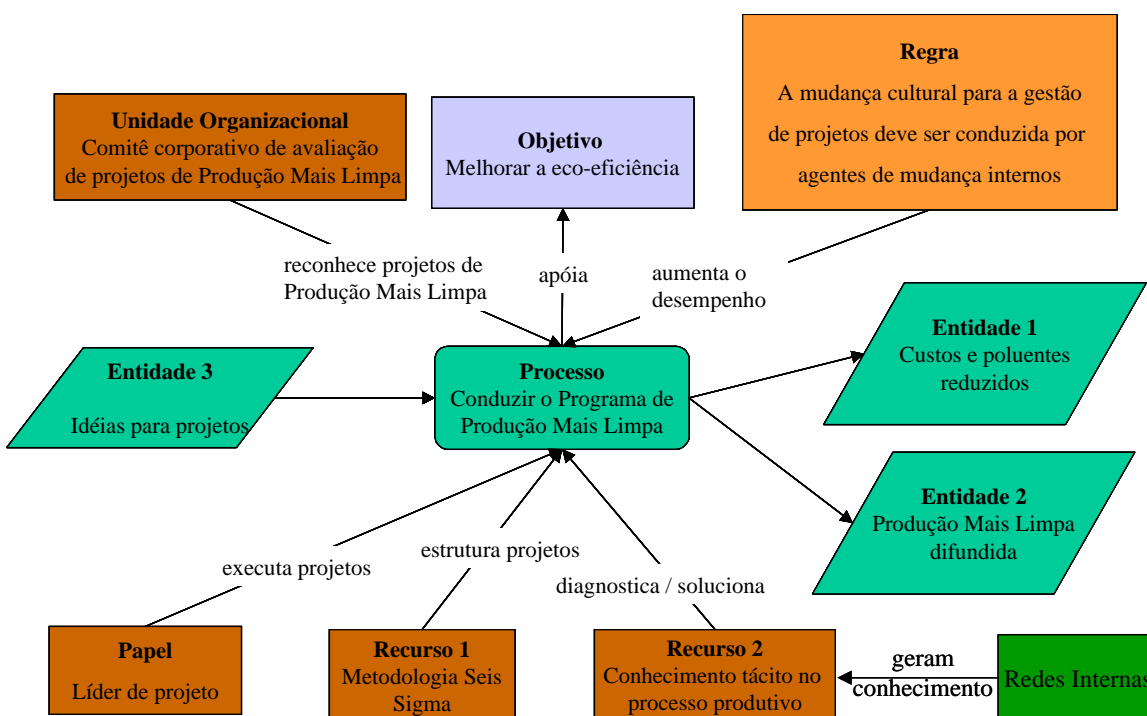 Regra
A mudança cultural para a gestão
de projetos deve ser conduzida por
agentes de mudança internos
Unidade Organizacional
Comitê corporativo de avaliação
de projetos de Produção Mais Limpa
Objetivo
Melhorar a eco-eficiência
reconhece projetos de
Produção Mais Limpa
apóia
aumenta o
desempenho
Entidade 1
Custos e poluentes
reduzidos
Entidade 3
Idéias para projetos
Processo
Conduzir o Programa de
Produção Mais Limpa
Entidade 2
Produção Mais Limpa
difundida
executa projetos
estrutura projetos
diagnostica / soluciona
Papel
Líder de projeto
Recurso 1
Metodologia Seis
Sigma
Recurso 2
Conhecimento tácito no
processo produtivo
geram
conhecimento
Redes Internas